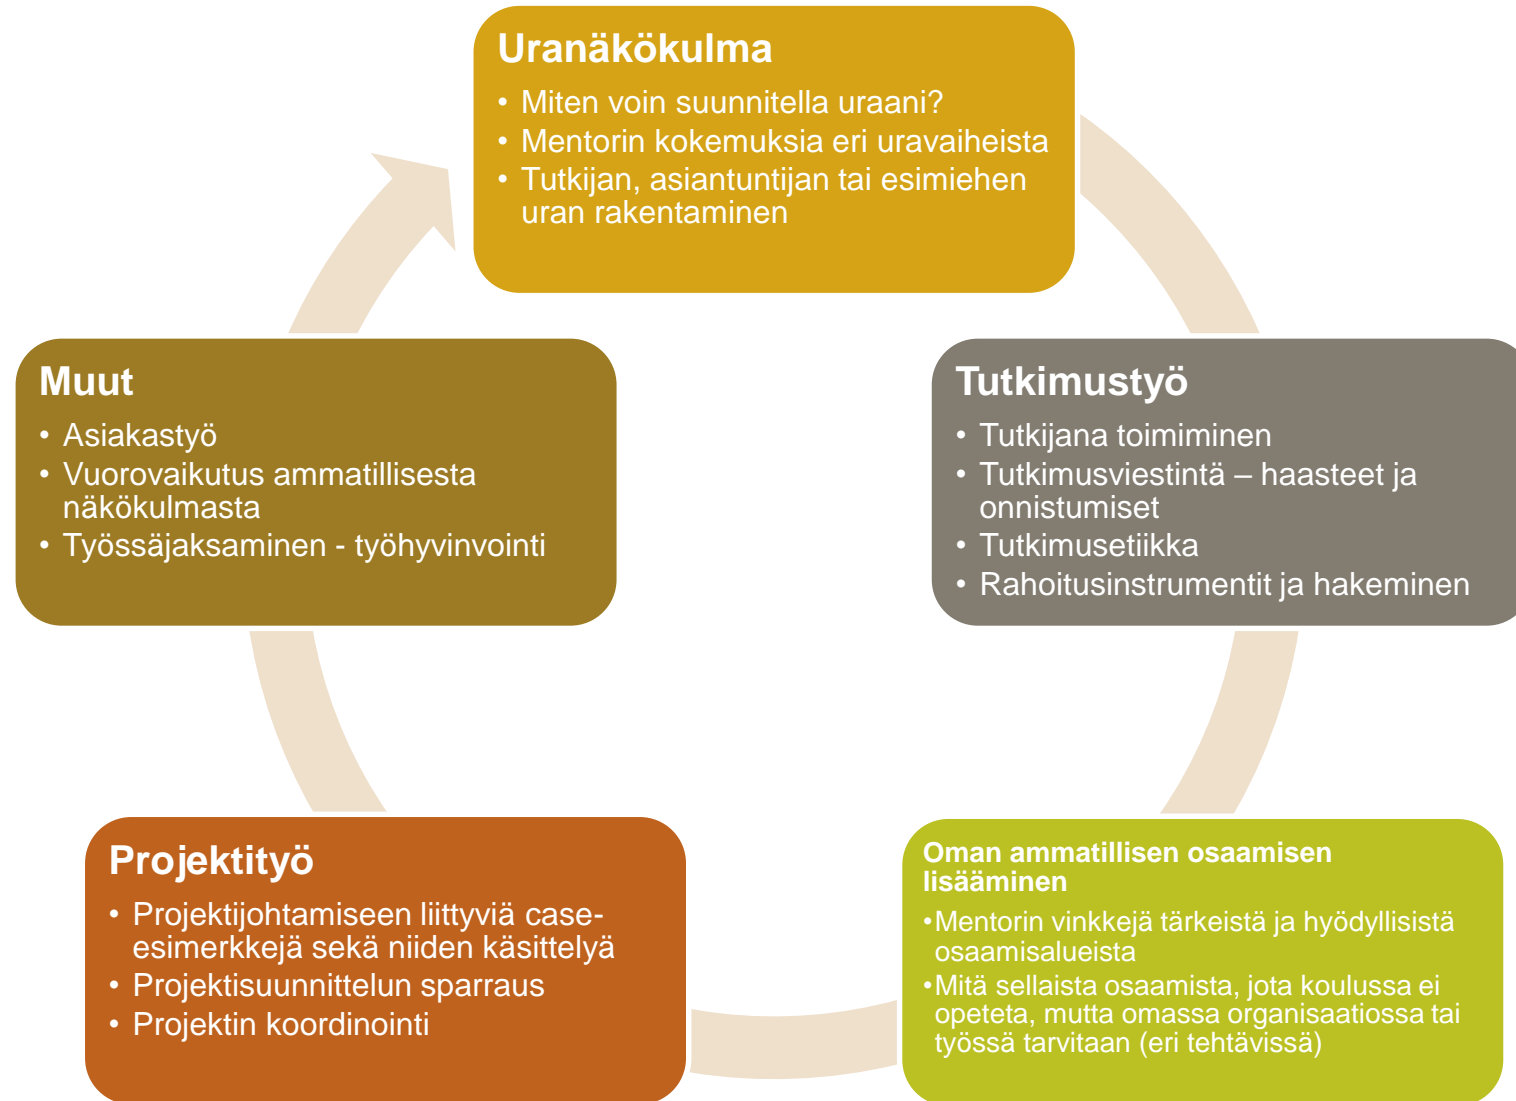 Uranäkökulma
• Miten voin suunnitella uraani?
• Mentorin kokemuksia eri uravaiheista
• Tutkijan, asiantuntijan tai esimiehen
uran rakentaminen
Tutkimustyö
• Tutkijana toimiminen
• Tutkimusviestintä – haasteet ja
onnistumiset
• Tutkimusetiikka
• Rahoitusinstrumentit ja hakeminen
Oman ammatillisen osaamisen
lisääminen
•Mentorin vinkkejä tärkeistä ja hyödyllisistä
osaamisalueista
•Mitä sellaista osaamista, jota koulussa ei
opeteta, mutta omassa organisaatiossa tai
työssä tarvitaan (eri tehtävissä)
Projektityö
• Projektijohtamiseen liittyviä case-
esimerkkejä sekä niiden käsittelyä
• Projektisuunnittelun sparraus
• Projektin koordinointi
Muut
• Asiakastyö
• Vuorovaikutus ammatillisesta
näkökulmasta
• Työssäjaksaminen - työhyvinvointi